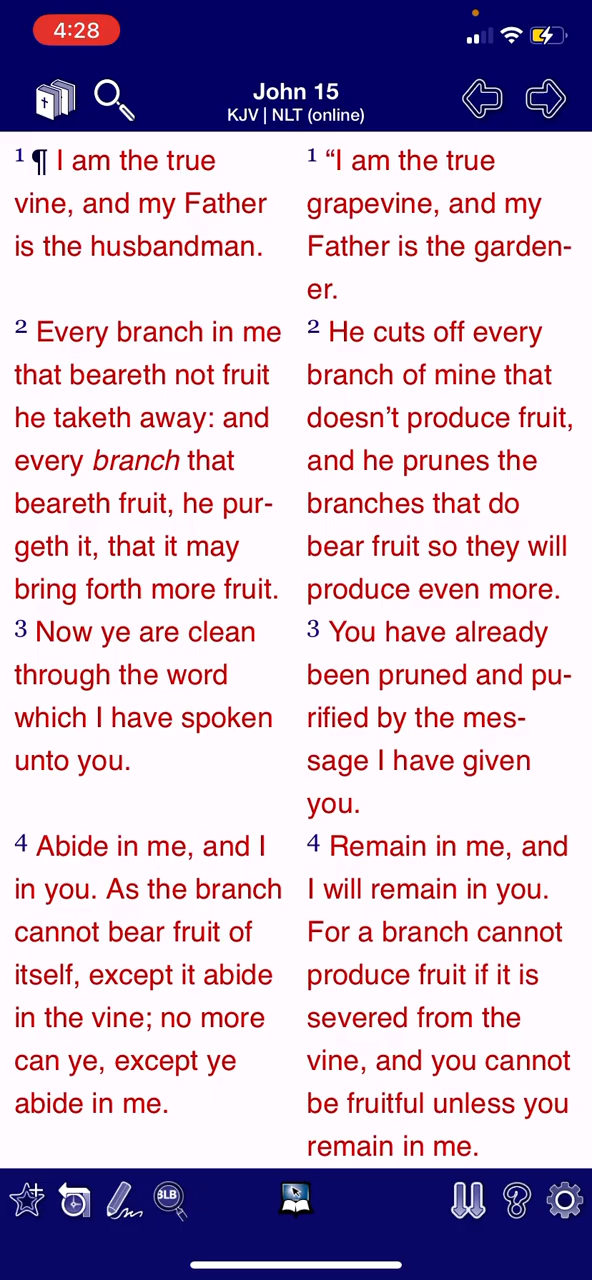 4:28
John 15
KJV | NLT (online)
1 ¶ I am the true
vine, and my Father
is the husbandman.
2 Every branch in me
that beareth not fruit
he taketh away: and
every branch that
beareth fruit, he pur-
geth it, that it may
bring forth more fruit.
3 Now ye are clean
through the word
which I have spoken
unto you.
4 Abide in me, and I
in you. As the branch
cannot bear fruit of
itself, except it abide
in the vine; no more
can ye, except ye
abide in me.
1 “I am the true
grapevine, and my
Father is the garden-
er.
2 He cuts off every
branch of mine that
doesn’t produce fruit,
and he prunes the
branches that do
bear fruit so they will
produce even more.
3 You have already
been pruned and pu-
rified by the mes-
sage I have given
you.
4 Remain in me, and
I will remain in you.
For a branch cannot
produce fruit if it is
severed from the
vine, and you cannot
be fruitful unless you
remain in me.
BLB